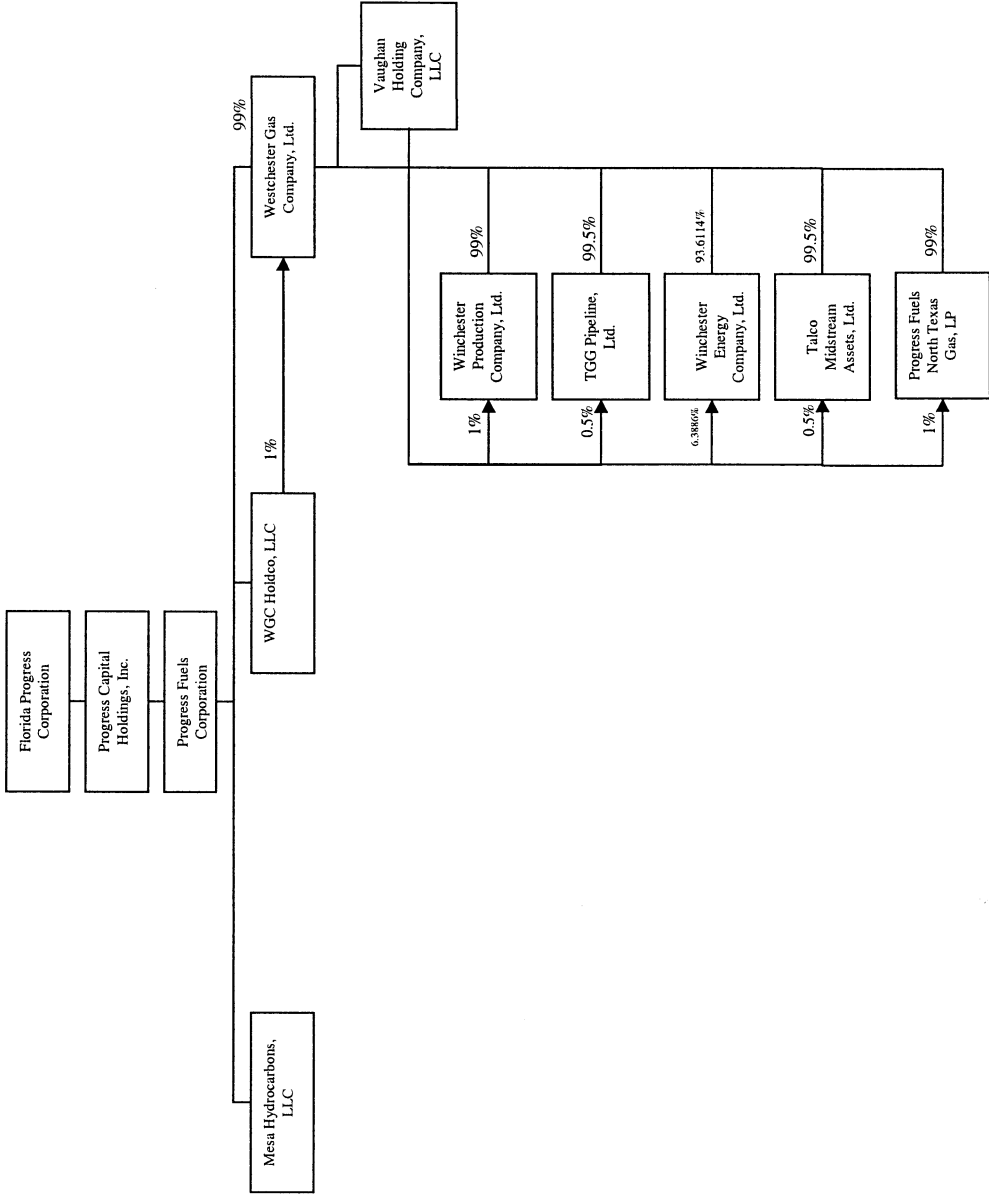 Florida Progress
Corporation
Progress Capital
Holdings, Inc.
Progress Fuels
Corporation
Mesa Hydrocarbons,
LLC
WGC Holdco, LLC
1%
99%
Westchester Gas
Company, Ltd.
Vaughan
Holding
Company,
LLC
1%
Winchester
Production
Company, Ltd.
99%
0.5%
TGG Pipeline,
Ltd.
99.5%
6.3886%
Winchester
Energy
Company, Ltd.
93.6114%
0.5%
Talco
Midstream
Assets, Ltd.
99.5%
1%
Progress Fuels
North Texas
Gas, LP
99%